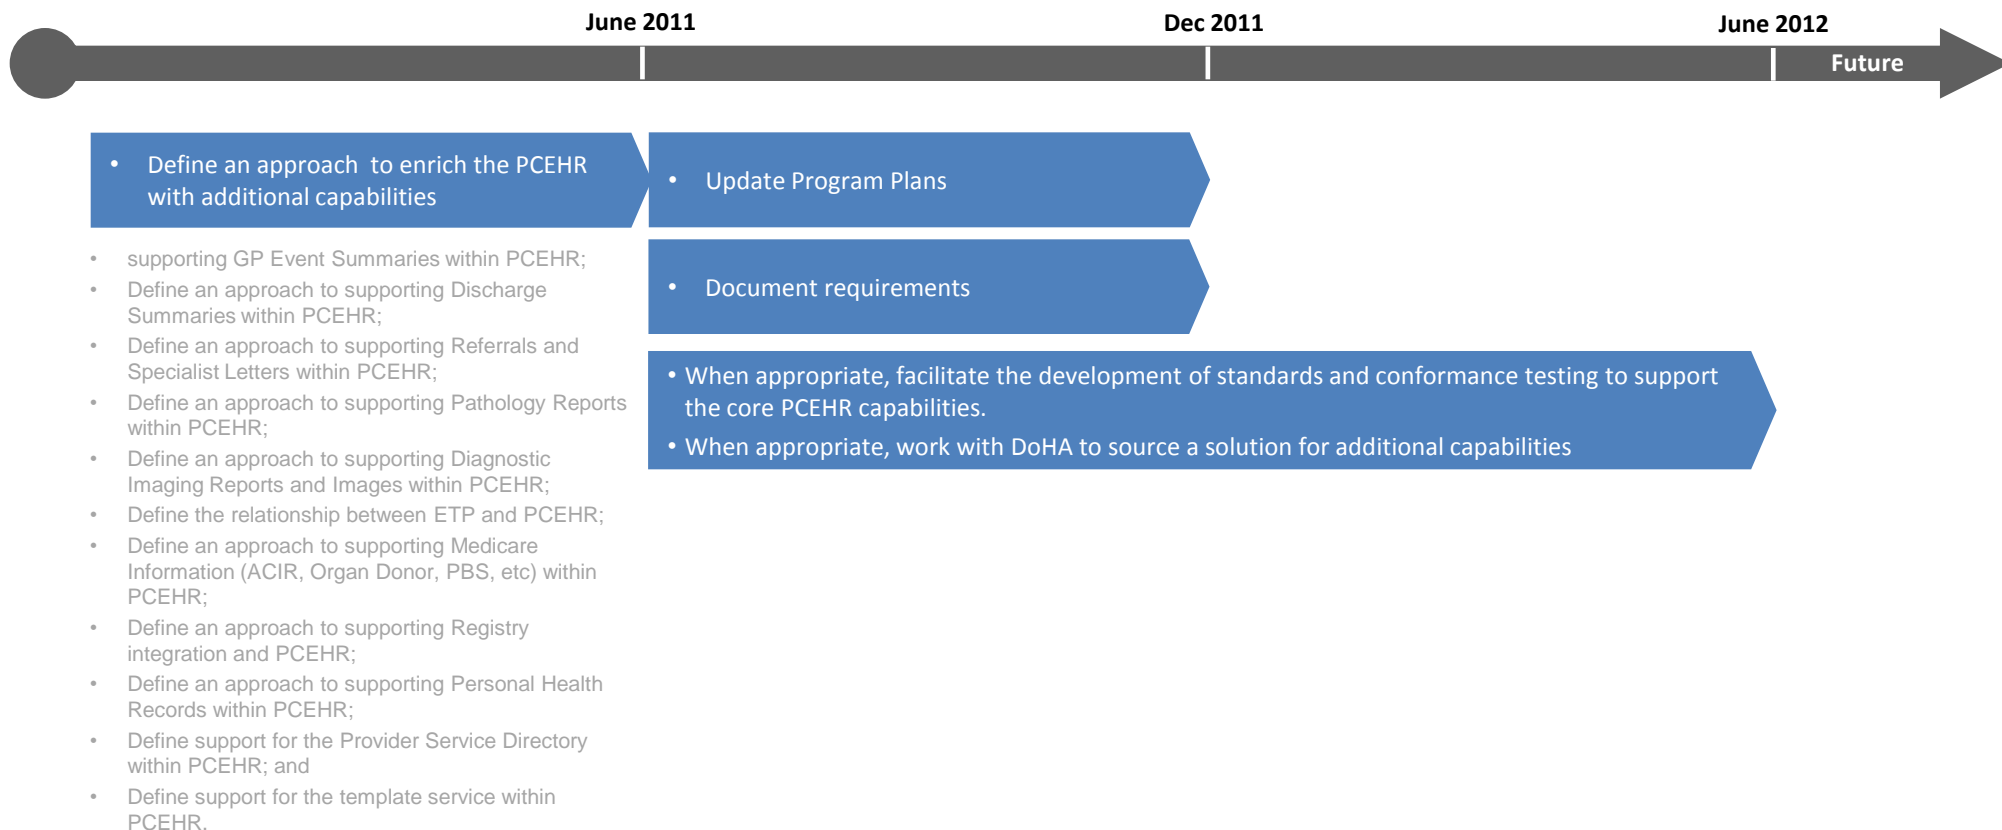 June 2011
Dec 2011
June 2012
Future
• Define an approach  to enrich the PCEHR
with additional capabilities
• Update Program Plans
• supporting GP Event Summaries within PCEHR;
• Define an approach to supporting Discharge
Summaries within PCEHR;
• Define an approach to supporting Referrals and
Specialist Letters within PCEHR;
• Define an approach to supporting Pathology Reports
within PCEHR;
• Define an approach to supporting Diagnostic
Imaging Reports and Images within PCEHR;
• Define the relationship between ETP and PCEHR;
• Define an approach to supporting Medicare
Information (ACIR, Organ Donor, PBS, etc) within
PCEHR;
• Define an approach to supporting Registry
integration and PCEHR;
• Define an approach to supporting Personal Health
Records within PCEHR;
• Define support for the Provider Service Directory
within PCEHR; and
• Define support for the template service within
PCEHR.
• Document requirements
• When appropriate, facilitate the development of standards and conformance testing to support
the core PCEHR capabilities.
• When appropriate, work with DoHA to source a solution for additional capabilities